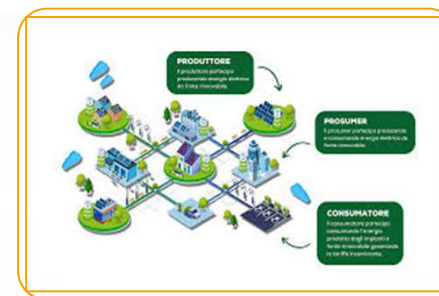 PRODUTTORE
Il produttore partecipa
producendo energia elettrica
da fonte rinnovabile.
PROSUMER
Il prosumer partecipa producendo
e consumando energia elettrica da
fonte rinnovabile.
CONSUMATORE
Il consumatore partecipa
consumando l'energia
prodotta dagli impianti a
fonte rinnovabile generando
la tariffa incentivante.